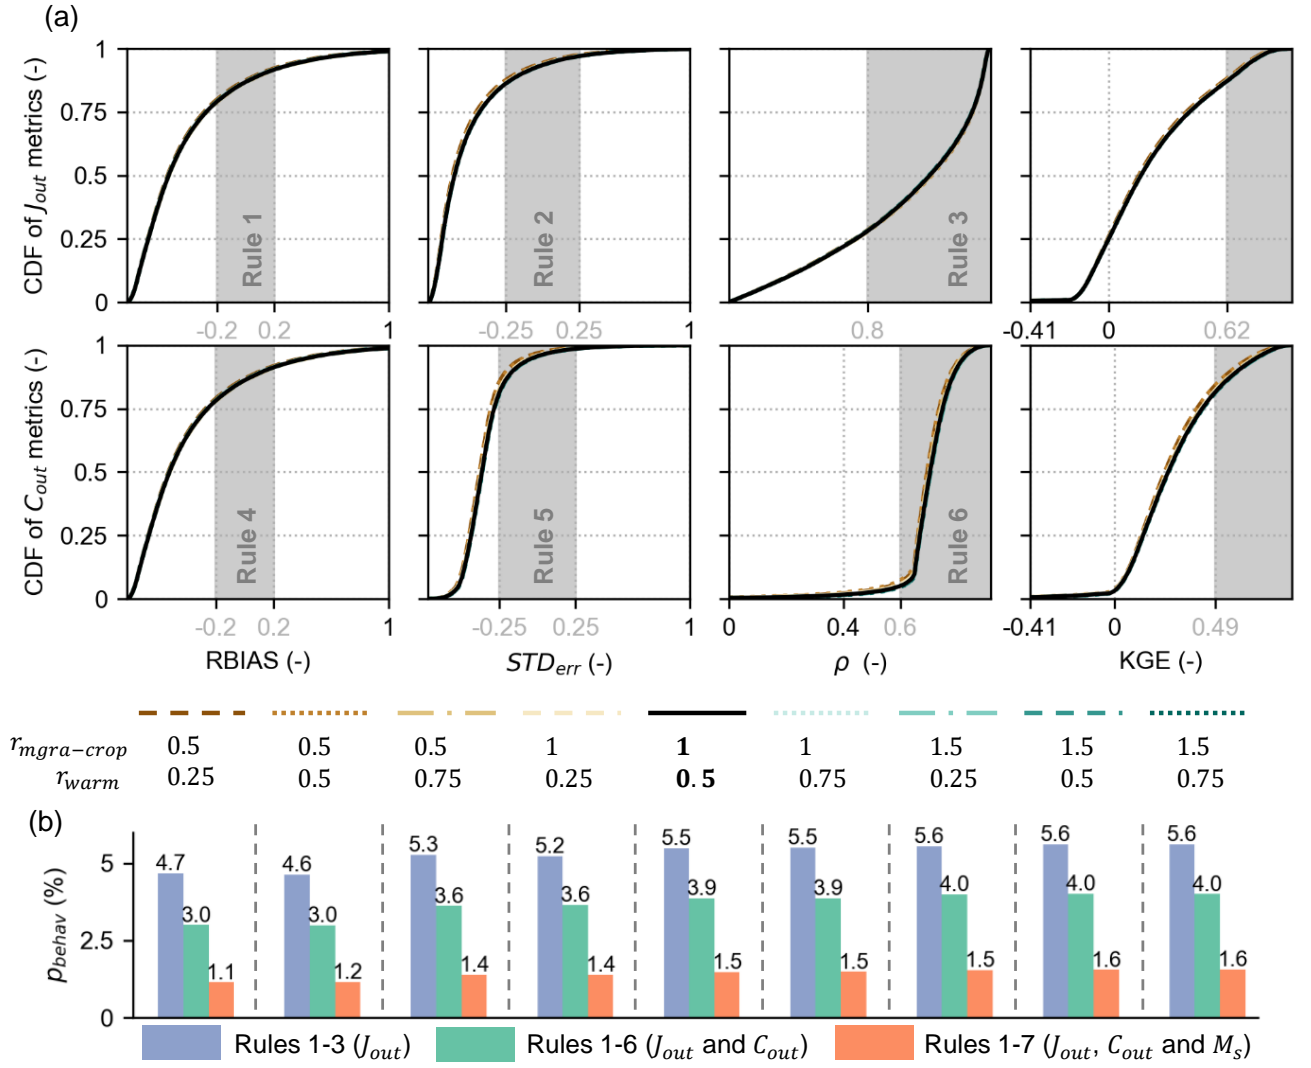 (a)
CDF of J_out metrics (-)
1
0.75
0.5
0.25
0
Rule 1
Rule 2
Rule 3
-0.2 0.2 1
-0.25 0.25 1
0.8
-0.41 0 0.62
CDF of C_out metrics (-)
1
0.75
0.5
0.25
0
Rule 4
Rule 5
Rule 6
-0.2 0.2 1
-0.25 0.25 1
0 0.4 0.6
-0.41 0 0.49
RBIAS (-) STD_err (-) ρ (-) KGE (-)
r_mgra−crop 0.5 0.5 0.5 1 1 1 1.5 1.5 1.5
r_warm 0.25 0.5 0.75 0.25 0.5 0.75 0.25 0.5 0.75
(b)
p_behav (%)
5
2.5
0
4.7 3.0 1.1
4.6 3.0 1.2
5.3 3.6 1.4
5.2 3.6 1.4
5.5 3.9 1.5
5.5 3.9 1.5
5.6 4.0 1.5
5.6 4.0 1.6
5.6 4.0 1.6
Rules 1-3 (J_out) Rules 1-6 (J_out and C_out) Rules 1-7 (J_out, C_out and M_s)